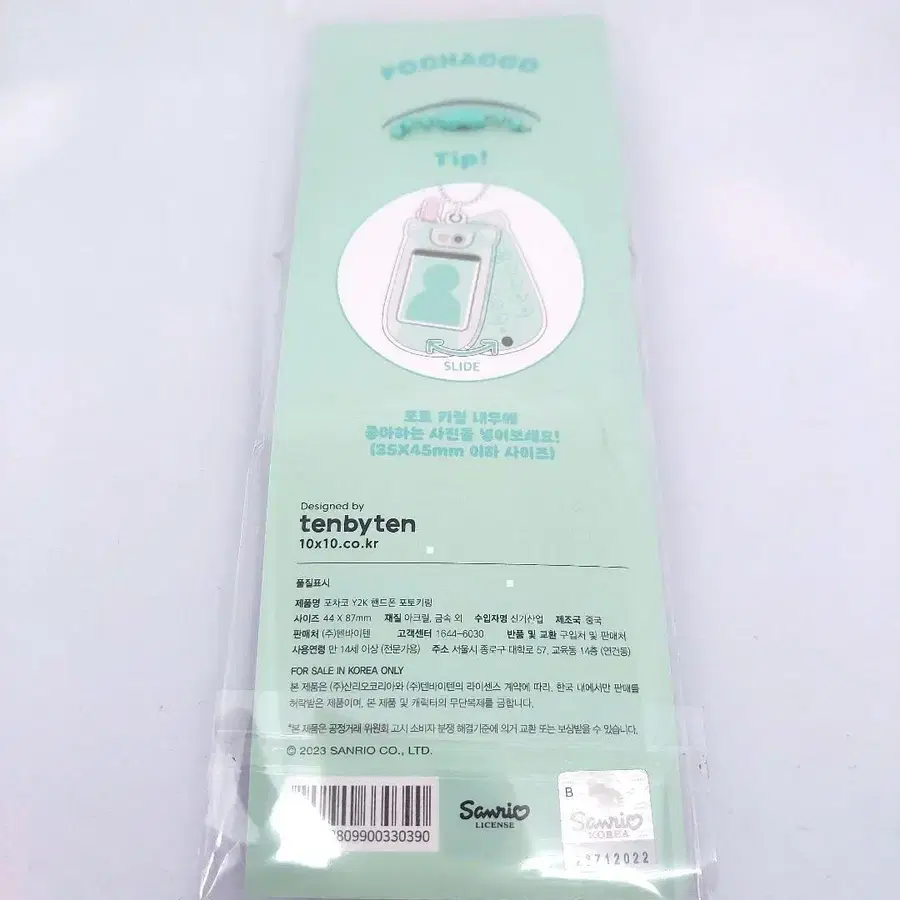 POCHACCO
Tip!
SLIDE
포토 키링 내부에
좋아하는 사진을 넣어보세요!
(35X45mm 이하 사이즈)
Designed by
tenbyten
10x10.co.kr
품질표시
제품명 포차코 Y2K 핸드폰 포토키링
사이즈 44 X 87mm 재질 아크릴, 금속 외 수입자명 신기산업 제조국 중국
판매처 (주)텐바이텐 고객센터 1644-6030 반품 및 교환 구입처 및 판매처
사용연령 만 14세 이상 (전문가용) 주소 서울시 종로구 대학로 57, 교육동 14층 (연건동)
FOR SALE IN KOREA ONLY
본 제품은 (주)산리오코리아와 (주)텐바이텐의 라이센스 계약에 따라, 한국 내에서만 판매를
허락받은 제품이며, 본 제품 및 캐릭터의 무단복제를 금합니다.
*본 제품은 공정거래 위원회 고시 소비자 분쟁 해결기준에 의거 교환 또는 보상받을 수 있습니다.
© 2023 SANRIO CO., LTD.
809900330390
Sanrio
LICENSE
B
Sanrio
KOREA